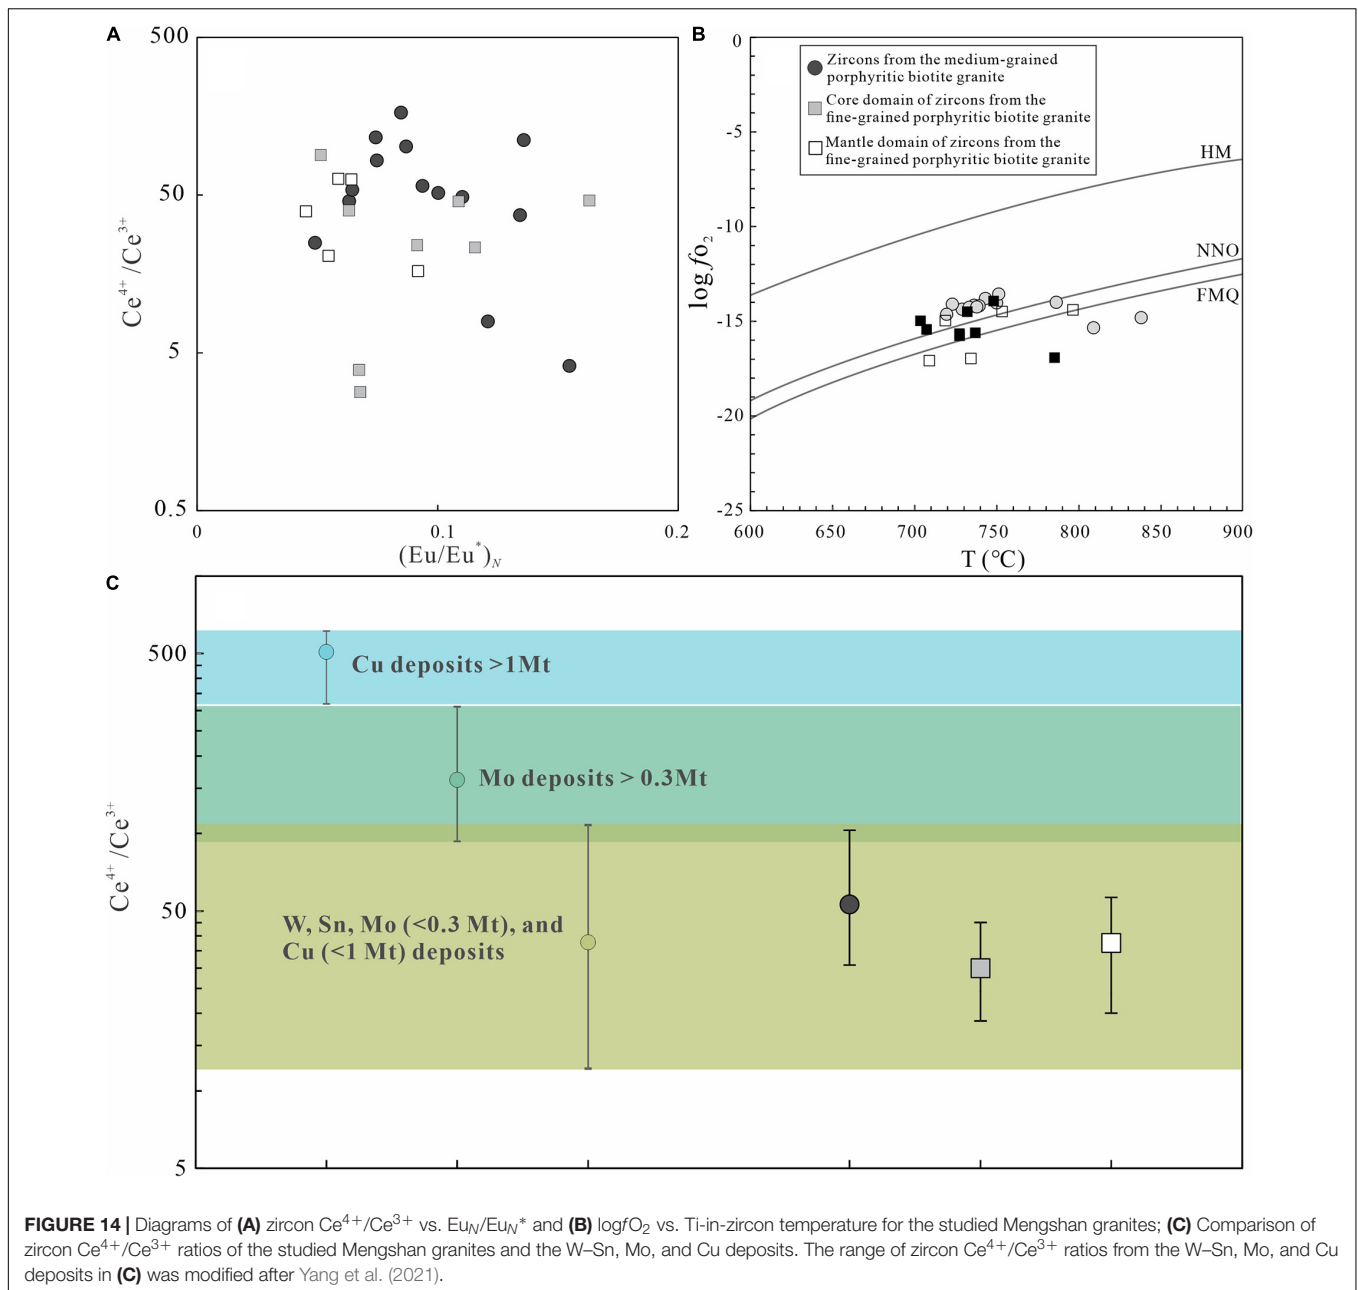 A
500
50
5
0.5
Ce4+/Ce3+
0
0.1
0.2
(Eu/Eu*)N
B
0
-5
-10
-15
-20
-25
logfO2
Zircons from the medium-grained
porphyritic biotite granite
Core domain of zircons from the
fine-grained porphyritic biotite granite
Mantle domain of zircons from the
fine-grained porphyritic biotite granite
HM
NNO
FMQ
600
650
700
750
800
850
900
T (°C)
C
500
50
5
Ce4+/Ce3+
Cu deposits >1Mt
Mo deposits > 0.3Mt
W, Sn, Mo (<0.3 Mt), and
Cu (<1 Mt) deposits
FIGURE 14 | Diagrams of (A) zircon Ce4+/Ce3+ vs. EuN/EuN* and (B) logfO2 vs. Ti-in-zircon temperature for the studied Mengshan granites; (C) Comparison of
zircon Ce4+/Ce3+ ratios of the studied Mengshan granites and the W–Sn, Mo, and Cu deposits. The range of zircon Ce4+/Ce3+ ratios from the W–Sn, Mo, and Cu
deposits in (C) was modified after Yang et al. (2021).